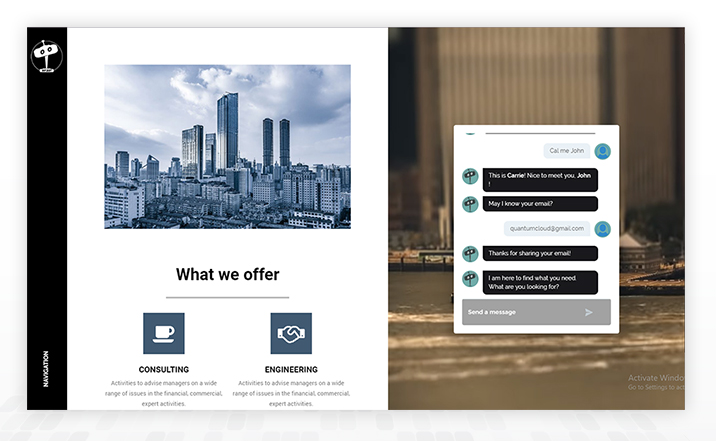 NAVIGATION
What we offer
CONSULTING
Activities to advise managers on a wide
range of issues in the financial, commercial,
expert activities.
ENGINEERING
Activities to advise managers on a wide
range of issues in the financial, commercial,
expert activities.
Cal me John
This is Carrie! Nice to meet you, John
!
May I know your email?
quantumcloud@gmail.com
Thanks for sharing your email!
I am here to find what you need.
What are you looking for?
Send a message
Activate Windo
Go to Settings to act